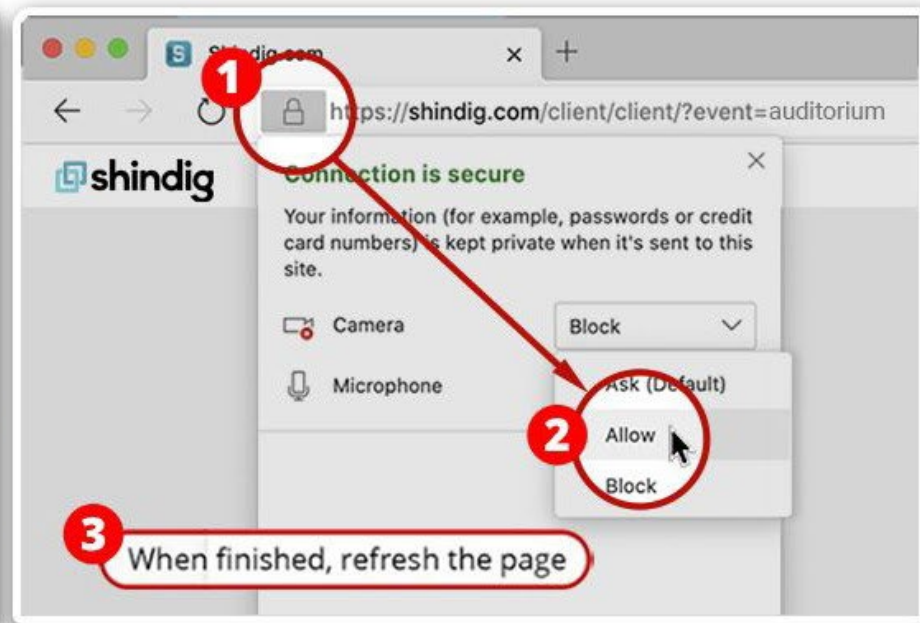 Shindig.com
https://shindig.com/client/client/?event=auditorium
shindig
Connection is secure
Your information (for example, passwords or credit
card numbers) is kept private when it's sent to this
site.
Camera
Block
Microphone
Ask (Default)
Allow
Block
1
2
3
When finished, refresh the page